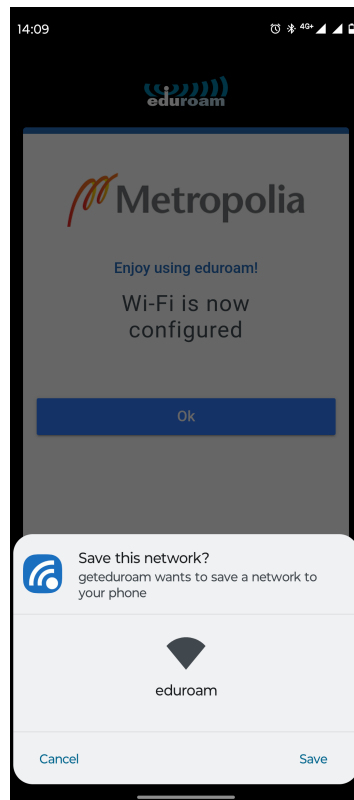 14:09
4G+
eduroam
Metropolia
Enjoy using eduroam!
Wi-Fi is now
configured
Ok
Save this network?
geteduroam wants to save a network to
your phone
eduroam
Cancel
Save